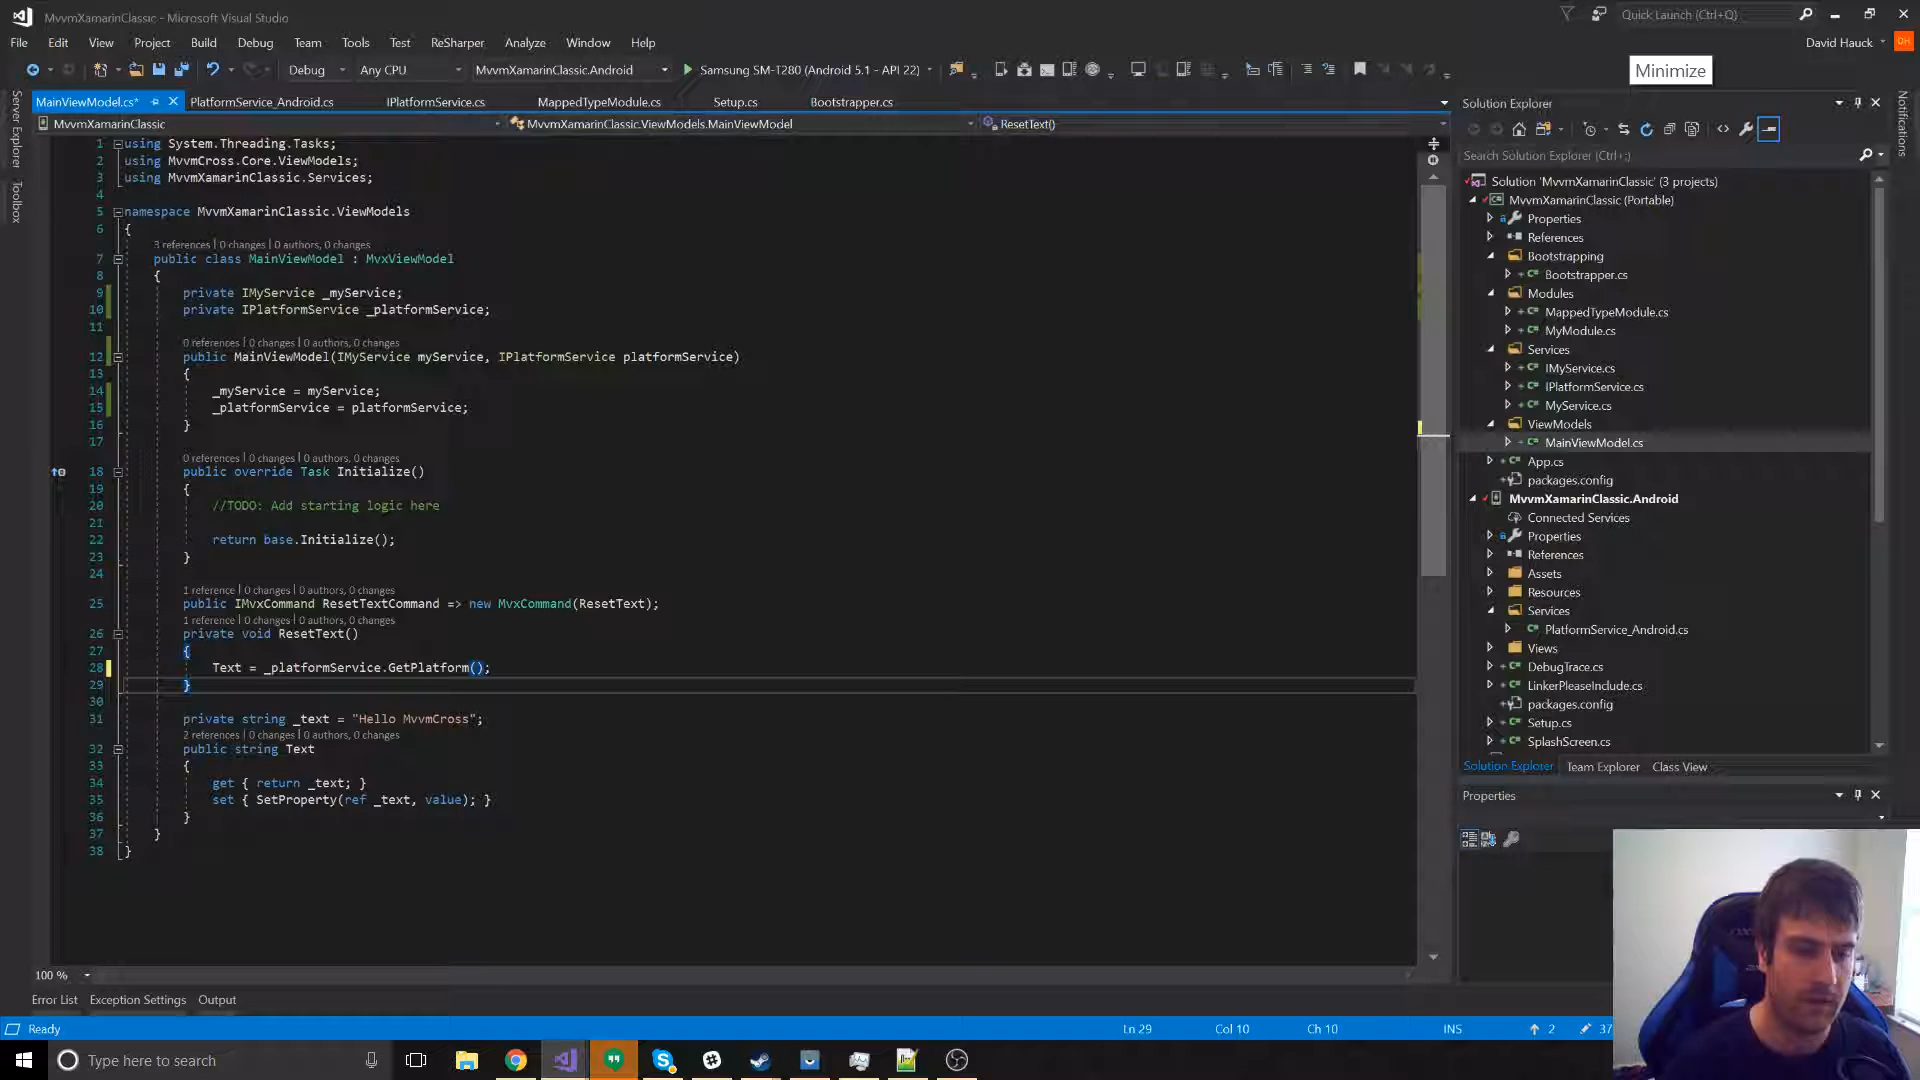 MvvmXamarinClassic - Microsoft Visual Studio
Quick Launch (Ctrl+Q)
File Edit View Project Build Debug Team Tools Test ReSharper Analyze Window Help
David Hauck
DH
Debug Any CPU MvvmXamarinClassic.Android Samsung SM-T280 (Android 5.1 - API 22)
Minimize
MainViewModel.cs* PlatformService_Android.cs IPlatformService.cs MappedTypeModule.cs Setup.cs Bootstrapper.cs
MvvmXamarinClassic MvvmXamarinClassic.ViewModels.MainViewModel ResetText()
Server Explorer
Toolbox
1 using System.Threading.Tasks;
2 using MvvmCross.Core.ViewModels;
3 using MvvmXamarinClassic.Services;
4
5 namespace MvvmXamarinClassic.ViewModels
6 {
3 references | 0 changes | 0 authors, 0 changes
7 public class MainViewModel : MvxViewModel
8 {
9 private IMyService _myService;
10 private IPlatformService _platformService;
11
0 references | 0 changes | 0 authors, 0 changes
12 public MainViewModel(IMyService myService, IPlatformService platformService)
13 {
14 _myService = myService;
15 _platformService = platformService;
16 }
17
0 references | 0 changes | 0 authors, 0 changes
18 public override Task Initialize()
19 {
20 //TODO: Add starting logic here
21
22 return base.Initialize();
23 }
24
1 reference | 0 changes | 0 authors, 0 changes
25 public IMvxCommand ResetTextCommand => new MvxCommand(ResetText);
1 reference | 0 changes | 0 authors, 0 changes
26 private void ResetText()
27 {
28 Text = _platformService.GetPlatform();
29 }
30
31 private string _text = "Hello MvvmCross";
2 references | 0 changes | 0 authors, 0 changes
32 public string Text
33 {
34 get { return _text; }
35 set { SetProperty(ref _text, value); }
36 }
37 }
38 }
100 %
Error List Exception Settings Output
Ready
Ln 29 Col 10 Ch 10 INS 2 37
Type here to search
Solution Explorer
Search Solution Explorer (Ctrl+;)
Solution 'MvvmXamarinClassic' (3 projects)
MvvmXamarinClassic (Portable)
Properties
References
Bootstrapping
Bootstrapper.cs
Modules
MappedTypeModule.cs
MyModule.cs
Services
IMyService.cs
IPlatformService.cs
MyService.cs
ViewModels
MainViewModel.cs
App.cs
packages.config
MvvmXamarinClassic.Android
Connected Services
Properties
References
Assets
Resources
Services
PlatformService_Android.cs
Views
DebugTrace.cs
LinkerPleaseInclude.cs
packages.config
Setup.cs
SplashScreen.cs
Solution Explorer Team Explorer Class View
Properties
Notifications